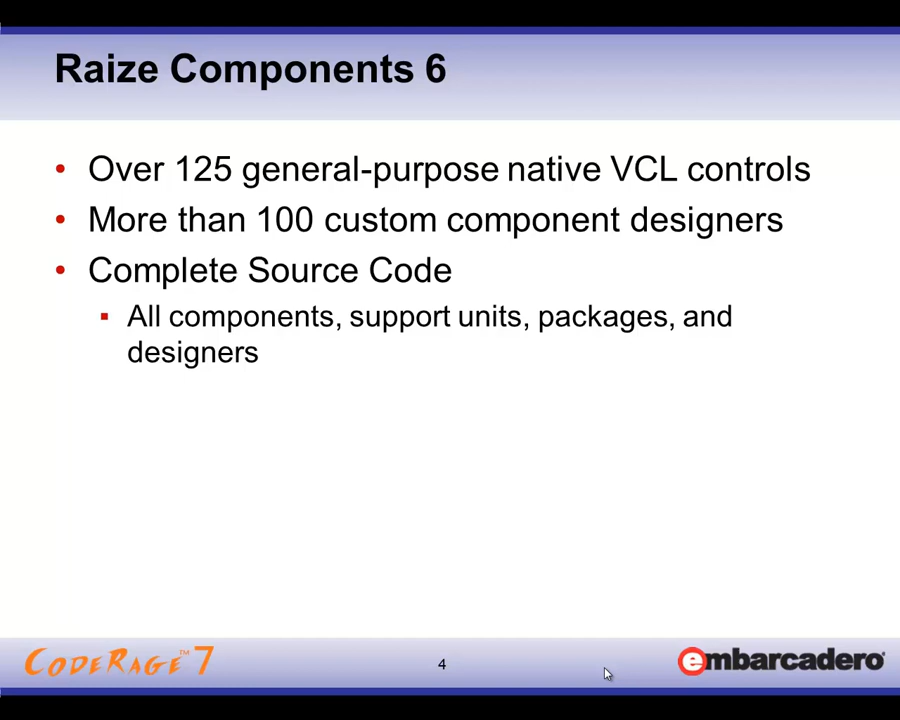 Raize Components 6
• Over 125 general-purpose native VCL controls
• More than 100 custom component designers
• Complete Source Code
▪ All components, support units, packages, and
designers
CODERAGE™ 7
4
embarcadero®